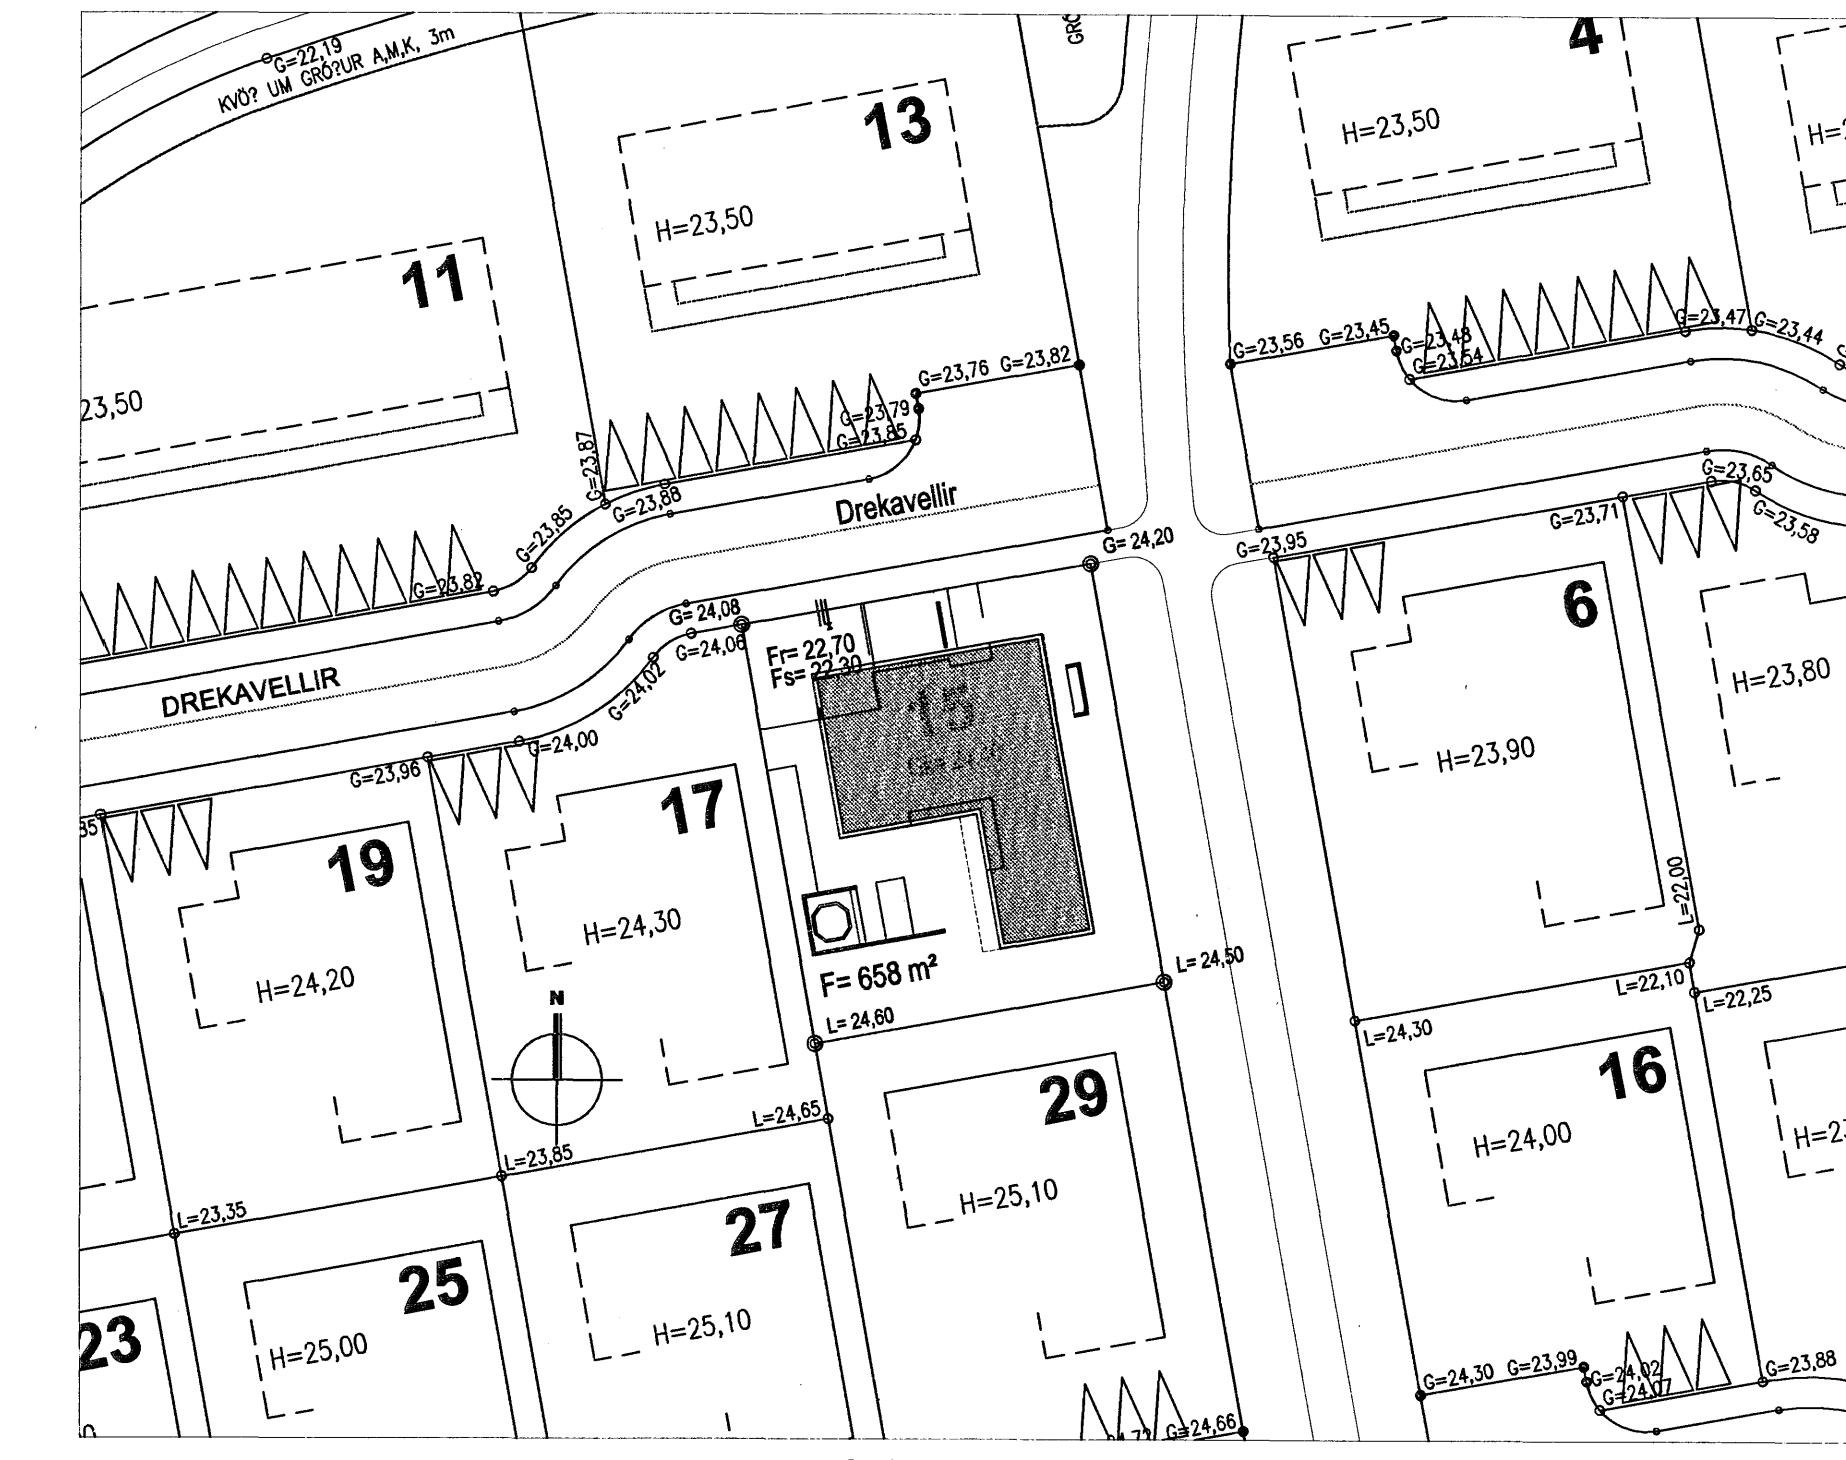 G=22,19
KVÖ? UM GRÓ?UR A,M,K, 3m
GRÓ
4
H=23,50
13
H=23,50
11
23,50
G=23,87
G=23,76 G=23,82
G=23,79
G=23,85
G=23,88
G=23,85
G=23,82
G=23,56 G=23,45
G=23,48
G=23,54
G=23,47
G=23,44
Drekavellir
DREKAVELLIR
G= 24,20
G=23,95
G=23,71
G=23,65
G=23,58
G= 24,08
G=24,06
G=24,02
G=24,00
G=23,96
Fr= 22,70
Fs= 22,30
15
6
H=23,90
H=23,80
17
H=24,30
19
H=24,20
F= 658 m²
L= 24,60
L= 24,50
L=22,00
L=22,10
L=22,25
L=24,30
N
L=24,65
L=23,85
L=23,35
29
H=25,10
16
H=24,00
27
H=25,10
25
H=25,00
23
G=24,30 G=23,99
G=24,02
G=24,07
G=23,88
G=24,66